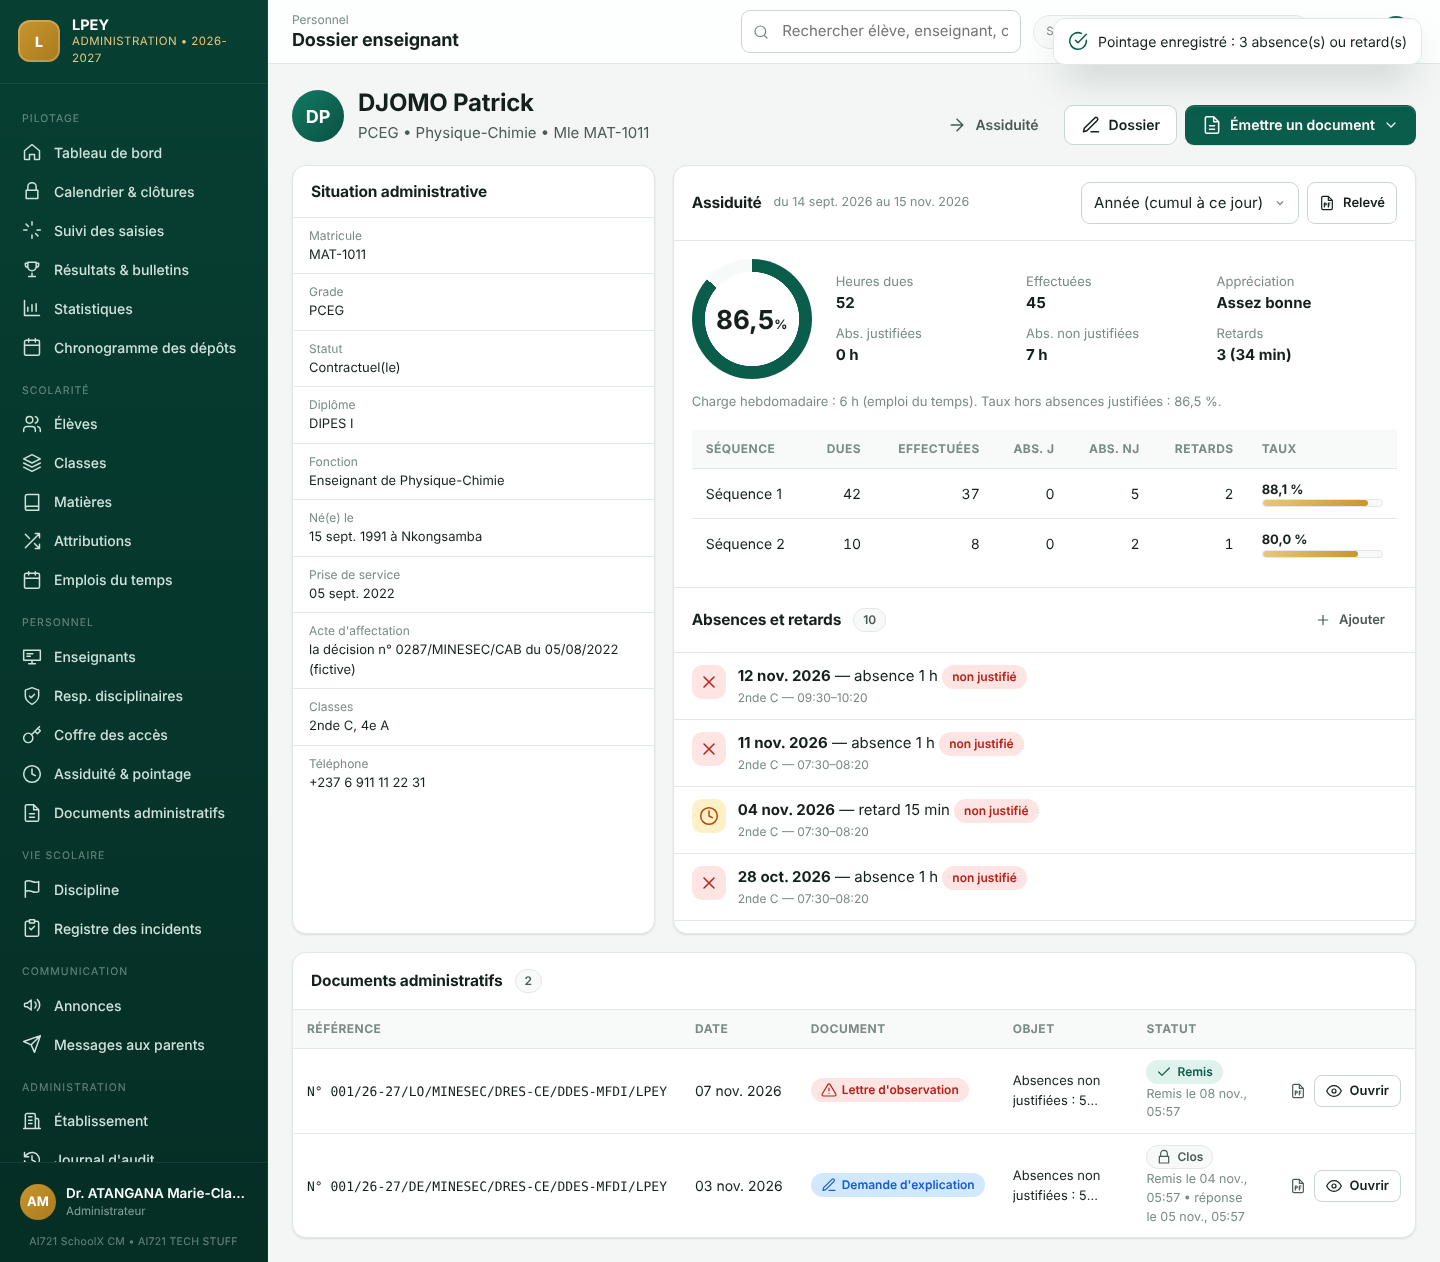 L
LPEY
ADMINISTRATION • 2026-
2027
PILOTAGE
Tableau de bord
Calendrier & clôtures
Suivi des saisies
Résultats & bulletins
Statistiques
Chronogramme des dépôts
SCOLARITÉ
Élèves
Classes
Matières
Attributions
Emplois du temps
PERSONNEL
Enseignants
Resp. disciplinaires
Coffre des accès
Assiduité & pointage
Documents administratifs
VIE SCOLAIRE
Discipline
Registre des incidents
COMMUNICATION
Annonces
Messages aux parents
ADMINISTRATION
Établissement
Journal d'audit
AM
Dr. ATANGANA Marie-Cla...
Administrateur
AI721 SchoolX CM • AI721 TECH STUFF
Personnel
Dossier enseignant
Rechercher élève, enseignant, c
Pointage enregistré : 3 absence(s) ou retard(s)
DP
DJOMO Patrick
PCEG • Physique-Chimie • Mle MAT-1011
Assiduité
Dossier
Émettre un document
Situation administrative
Matricule
MAT-1011
Grade
PCEG
Statut
Contractuel(le)
Diplôme
DIPES I
Fonction
Enseignant de Physique-Chimie
Né(e) le
15 sept. 1991 à Nkongsamba
Prise de service
05 sept. 2022
Acte d'affectation
la décision n° 0287/MINESEC/CAB du 05/08/2022
(fictive)
Classes
2nde C, 4e A
Téléphone
+237 6 911 11 22 31
Assiduité du 14 sept. 2026 au 15 nov. 2026
Année (cumul à ce jour)
Relevé
86,5%
Heures dues
52
Effectuées
45
Appréciation
Assez bonne
Abs. justifiées
0 h
Abs. non justifiées
7 h
Retards
3 (34 min)
Charge hebdomadaire : 6 h (emploi du temps). Taux hors absences justifiées : 86,5 %.
SÉQUENCE DUES EFFECTUÉES ABS. J ABS. NJ RETARDS TAUX
Séquence 1 42 37 0 5 2 88,1 %
Séquence 2 10 8 0 2 1 80,0 %
Absences et retards 10
Ajouter
12 nov. 2026 — absence 1 h non justifié
2nde C — 09:30–10:20
11 nov. 2026 — absence 1 h non justifié
2nde C — 07:30–08:20
04 nov. 2026 — retard 15 min non justifié
2nde C — 07:30–08:20
28 oct. 2026 — absence 1 h non justifié
2nde C — 07:30–08:20
Documents administratifs 2
RÉFÉRENCE DATE DOCUMENT OBJET STATUT
N° 001/26-27/LO/MINESEC/DRES-CE/DDES-MFDI/LPEY 07 nov. 2026 Lettre d'observation
Absences non
justifiées : 5...
Remis
Remis le 08 nov.,
05:57
Ouvrir
N° 001/26-27/DE/MINESEC/DRES-CE/DDES-MFDI/LPEY 03 nov. 2026 Demande d'explication
Absences non
justifiées : 5...
Clos
Remis le 04 nov.,
05:57 • réponse
le 05 nov., 05:57
Ouvrir